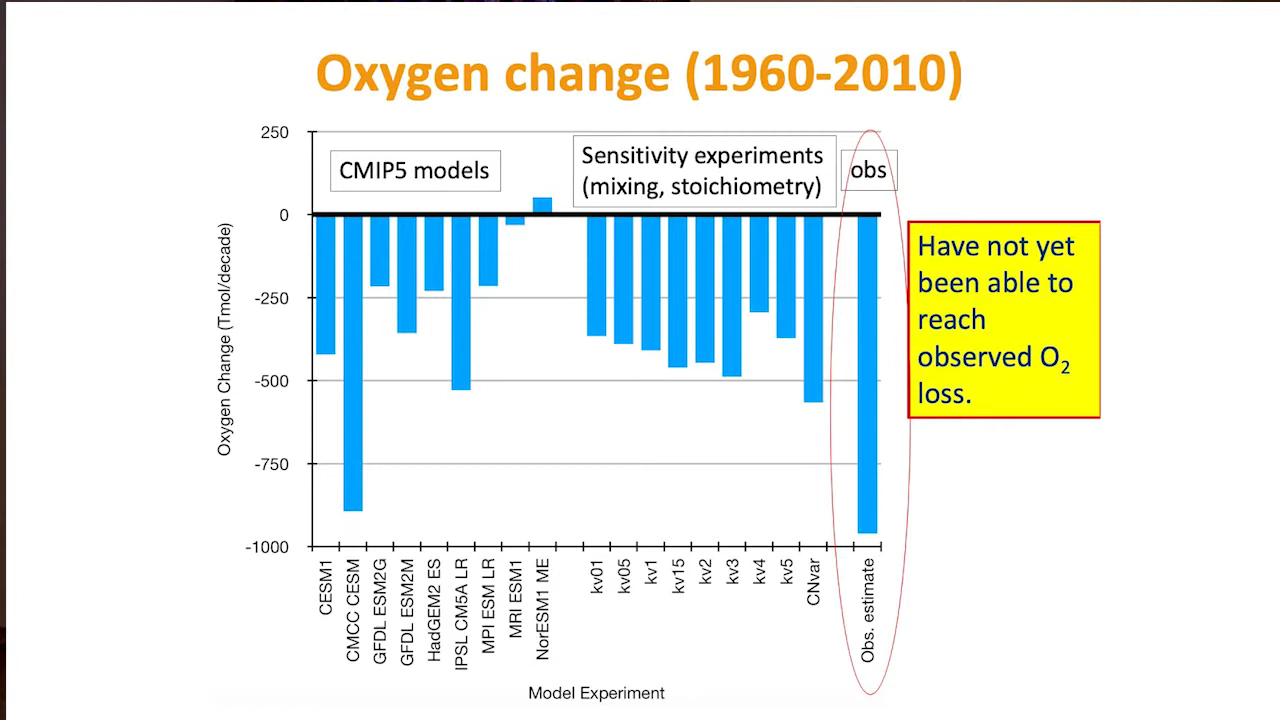 Oxygen change (1960-2010)
250
0
-250
-500
-750
-1000
Oxygen Change (Tmol/decade)
CMIP5 models
Sensitivity experiments
(mixing, stoichiometry)
obs
Have not yet
been able to
reach
observed O₂
loss.
CESM1
CMCC CESM
GFDL ESM2G
GFDL ESM2M
HadGEM2 ES
IPSL CM5A LR
MPI ESM LR
MRI ESM1
NorESM1 ME
kv01
kv05
kv1
kv15
kv2
kv3
kv4
kv5
CNvar
Obs. estimate
Model Experiment